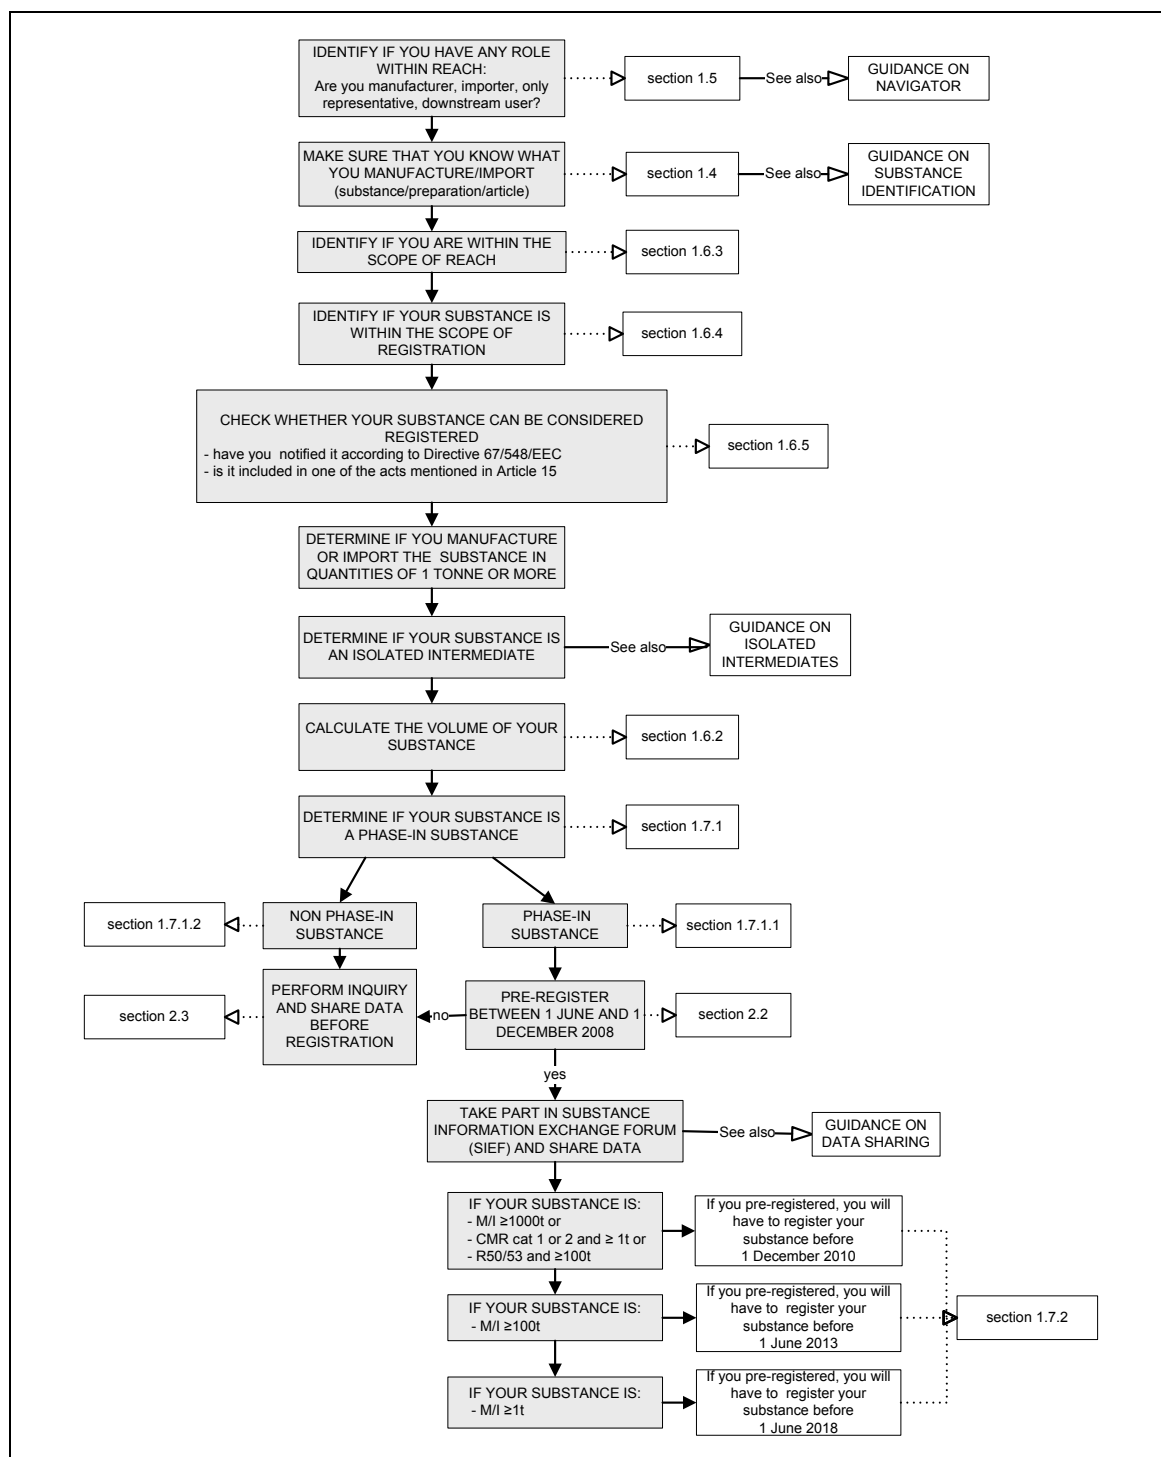 IDENTIFY IF YOU HAVE ANY ROLE
WITHIN REACH:
Are you manufacturer, importer, only
representative, downstream user?
section 1.5
See also
GUIDANCE ON
NAVIGATOR
MAKE SURE THAT YOU KNOW WHAT
YOU MANUFACTURE/IMPORT
(substance/preparation/article)
section 1.4
See also
GUIDANCE ON
SUBSTANCE
IDENTIFICATION
IDENTIFY IF YOU ARE WITHIN THE
SCOPE OF REACH
section 1.6.3
IDENTIFY IF YOUR SUBSTANCE IS
WITHIN THE SCOPE OF
REGISTRATION
section 1.6.4
CHECK WHETHER YOUR SUBSTANCE CAN BE CONSIDERED
REGISTERED
- have you notified it according to Directive 67/548/EEC
- is it included in one of the acts mentioned in Article 15
section 1.6.5
DETERMINE IF YOU MANUFACTURE
OR IMPORT THE SUBSTANCE IN
QUANTITIES OF 1 TONNE OR MORE
DETERMINE IF YOUR SUBSTANCE IS
AN ISOLATED INTERMEDIATE
See also
GUIDANCE ON
ISOLATED
INTERMEDIATES
CALCULATE THE VOLUME OF YOUR
SUBSTANCE
section 1.6.2
DETERMINE IF YOUR SUBSTANCE IS
A PHASE-IN SUBSTANCE
section 1.7.1
section 1.7.1.2
NON PHASE-IN
SUBSTANCE
PHASE-IN
SUBSTANCE
section 1.7.1.1
section 2.3
PERFORM INQUIRY
AND SHARE DATA
BEFORE
REGISTRATION
no
PRE-REGISTER
BETWEEN 1 JUNE AND 1
DECEMBER 2008
section 2.2
yes
TAKE PART IN SUBSTANCE
INFORMATION EXCHANGE FORUM
(SIEF) AND SHARE DATA
See also
GUIDANCE ON
DATA SHARING
IF YOUR SUBSTANCE IS:
- M/I ≥1000t or
- CMR cat 1 or 2 and ≥ 1t or
- R50/53 and ≥100t
If you pre-registered, you will
have to register your
substance before
1 December 2010
IF YOUR SUBSTANCE IS:
- M/I ≥100t
If you pre-registered, you will
have to register your
substance before
1 June 2013
section 1.7.2
IF YOUR SUBSTANCE IS:
- M/I ≥1t
If you pre-registered, you will
have to register your
substance before
1 June 2018